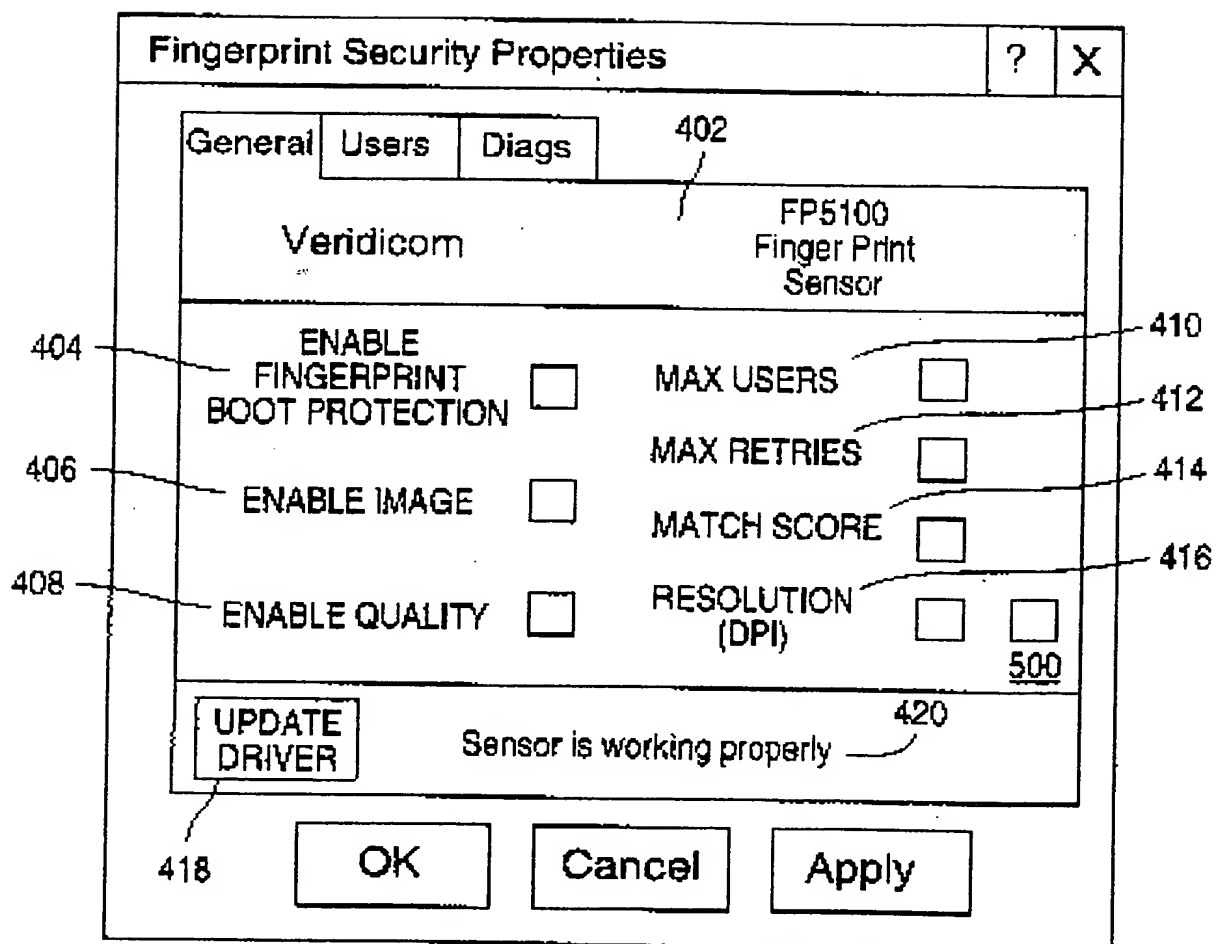 Fingerprint Security Properties ? X
General Users Diags
402
Veridicom
FP5100
Finger Print
Sensor
404
ENABLE
FINGERPRINT
BOOT PROTECTION
406
ENABLE IMAGE
408
ENABLE QUALITY
MAX USERS
410
MAX RETRIES
412
MATCH SCORE
414
RESOLUTION
(DPI)
416
500
UPDATE
DRIVER
Sensor is working properly
420
418
OK Cancel Apply